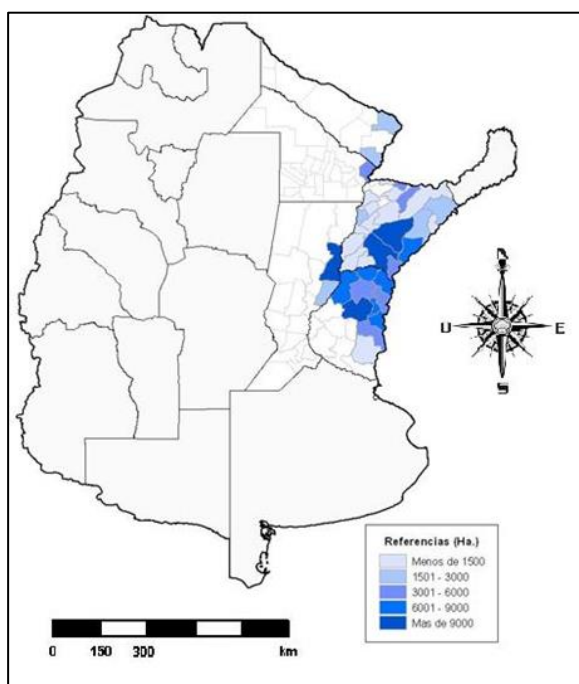 N
U
E
S
Referencias (Ha.)
Menos de 1500
1501 - 3000
3001 - 6000
6001 - 9000
Mas de 9000
0 150 300 km